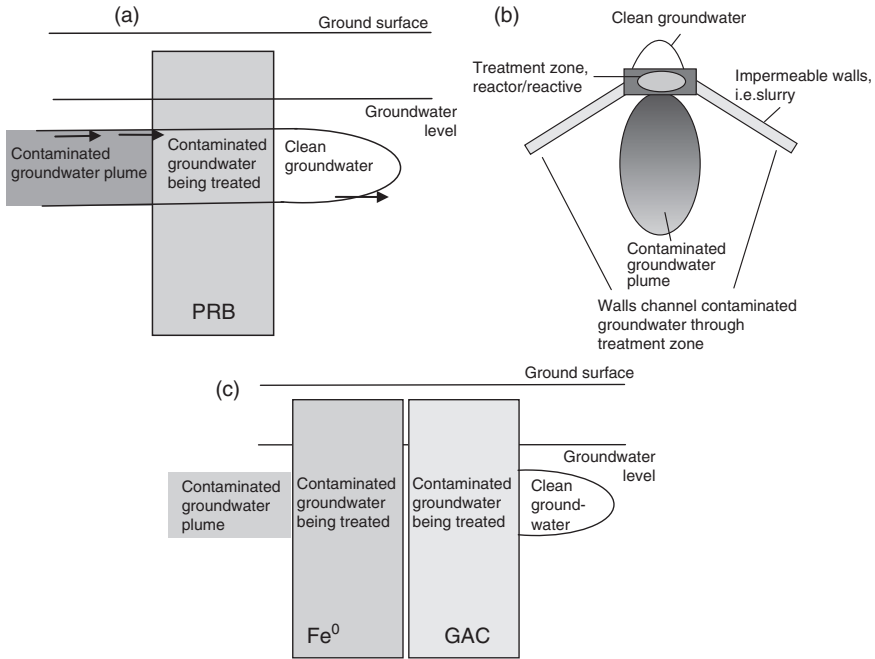 (a)
Ground surface
Groundwater
level
Contaminated
groundwater plume
Contaminated
groundwater
being treated
Clean
groundwater
PRB
(b)
Clean groundwater
Treatment zone,
reactor/reactive
Impermeable walls,
i.e.slurry
Contaminated
groundwater
plume
Walls channel contaminated
groundwater through
treatment zone
(c)
Ground surface
Groundwater
level
Contaminated
groundwater
plume
Contaminated
groundwater
being treated
Contaminated
groundwater
being treated
Clean
ground-
water
Fe⁰
GAC